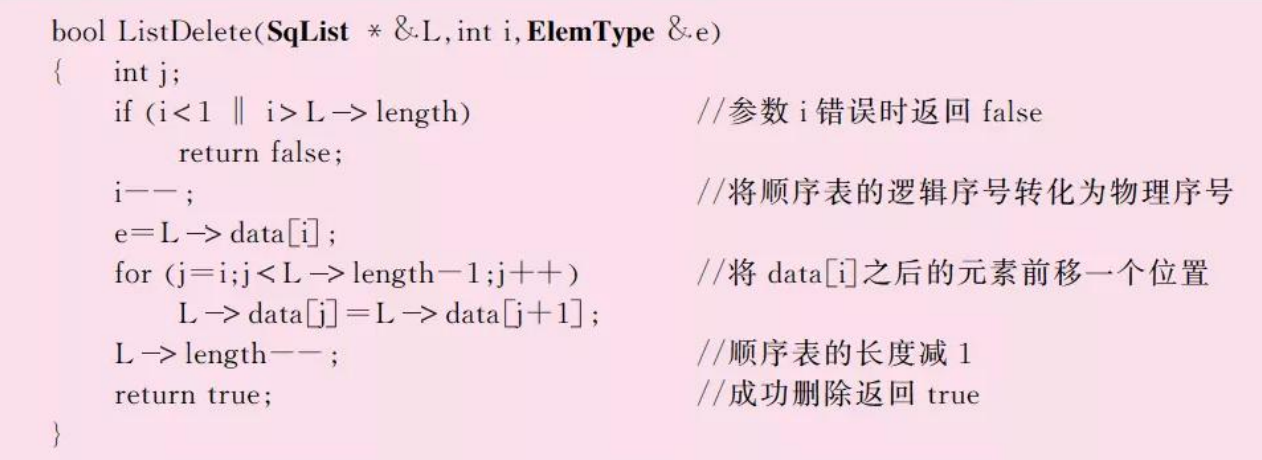 bool ListDelete(SqList * &L,int i,ElemType &e)
{ int j;
if (i<1 || i>L->length) //参数 i 错误时返回 false
return false;
i--; //将顺序表的逻辑序号转化为物理序号
e=L->data[i];
for (j=i;j<L->length-1;j++) //将 data[i]之后的元素前移一个位置
L->data[j]=L->data[j+1];
L->length--; //顺序表的长度减 1
return true; //成功删除返回 true
}